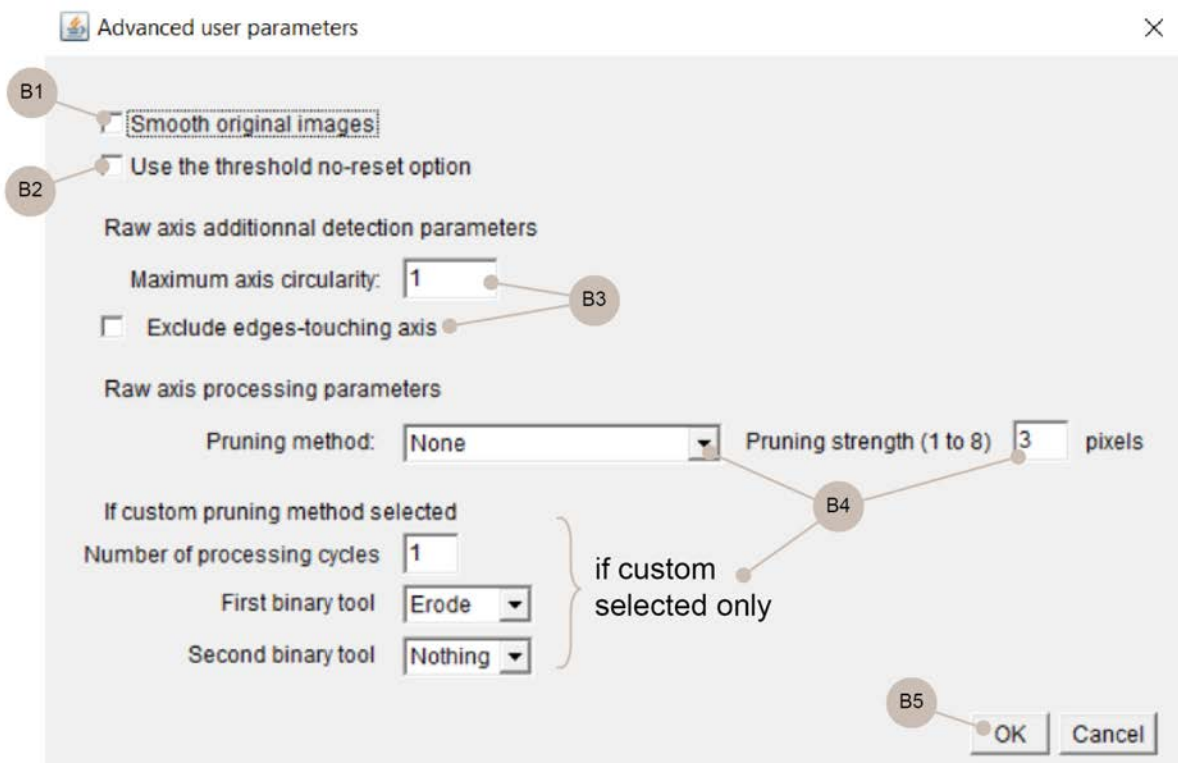 Advanced user parameters
B1
Smooth original images
Use the threshold no-reset option
B2
Raw axis additionnal detection parameters
Maximum axis circularity: 1
B3
Exclude edges-touching axis
Raw axis processing parameters
Pruning method: None Pruning strength (1 to 8) 3 pixels
B4
If custom pruning method selected
Number of processing cycles 1
if custom
selected only
First binary tool Erode
Second binary tool Nothing
B5
OK Cancel